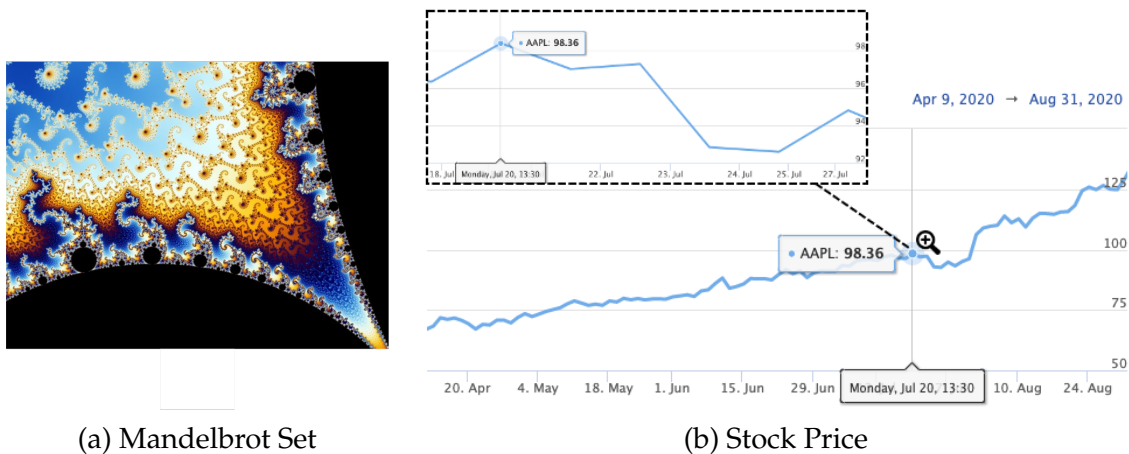 AAPL: 98.36
98
96
94
92
18. Jul
Monday, Jul 20, 13:30
22. Jul
23. Jul
24. Jul
25. Jul
27. Jul
Apr 9, 2020 → Aug 31, 2020
125
100
75
50
AAPL: 98.36
20. Apr
4. May
18. May
1. Jun
15. Jun
29. Jun
Monday, Jul 20, 13:30
10. Aug
24. Aug
(a) Mandelbrot Set
(b) Stock Price